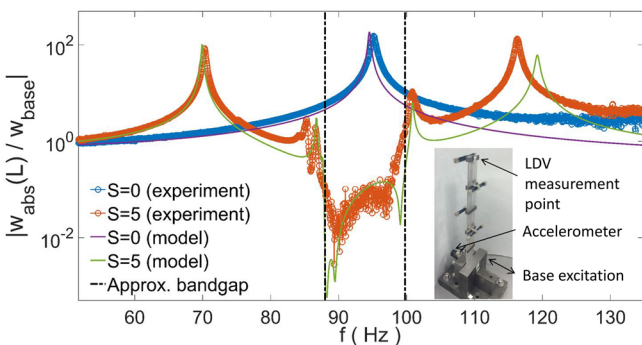 |w_abs(L) / w_base|
10^2
10^0
10^-2
S=0 (experiment)
S=5 (experiment)
S=0 (model)
S=5 (model)
Approx. bandgap
LDV
measurement
point
Accelerometer
Base excitation
60 70 80 90 100 110 120 130
f ( Hz )